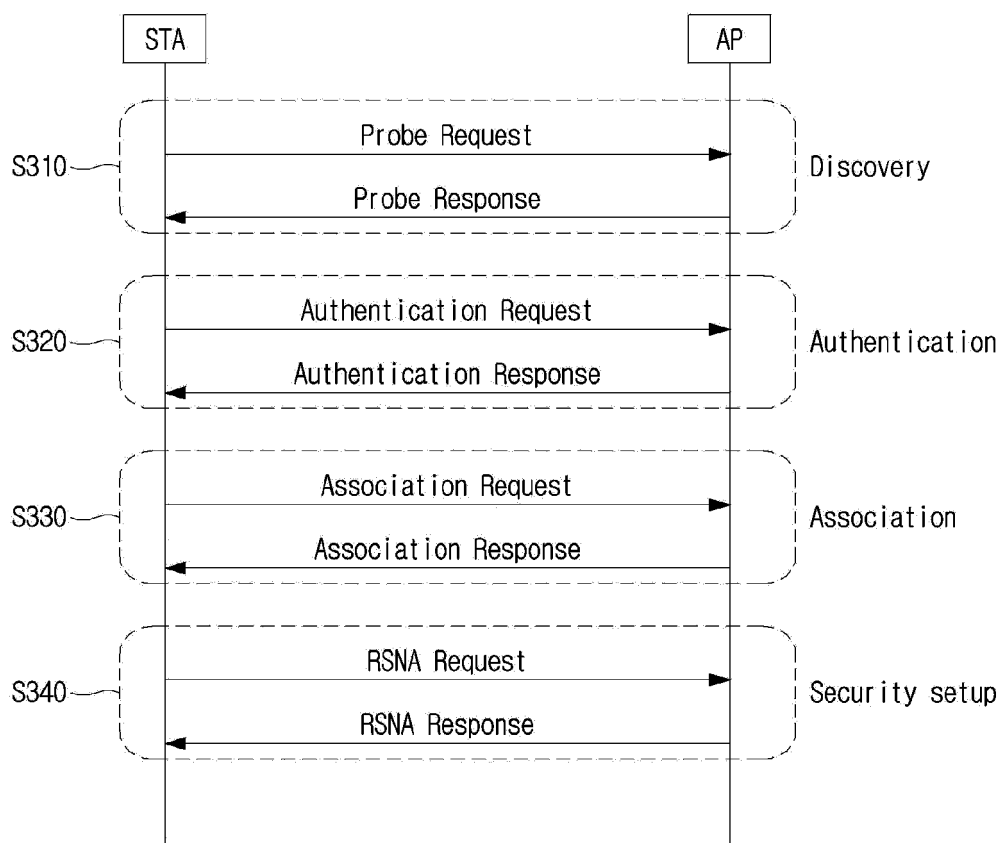 STA
AP
Probe Request
S310
Discovery
Probe Response
Authentication Request
S320
Authentication
Authentication Response
Association Request
S330
Association
Association Response
RSNA Request
S340
Security setup
RSNA Response